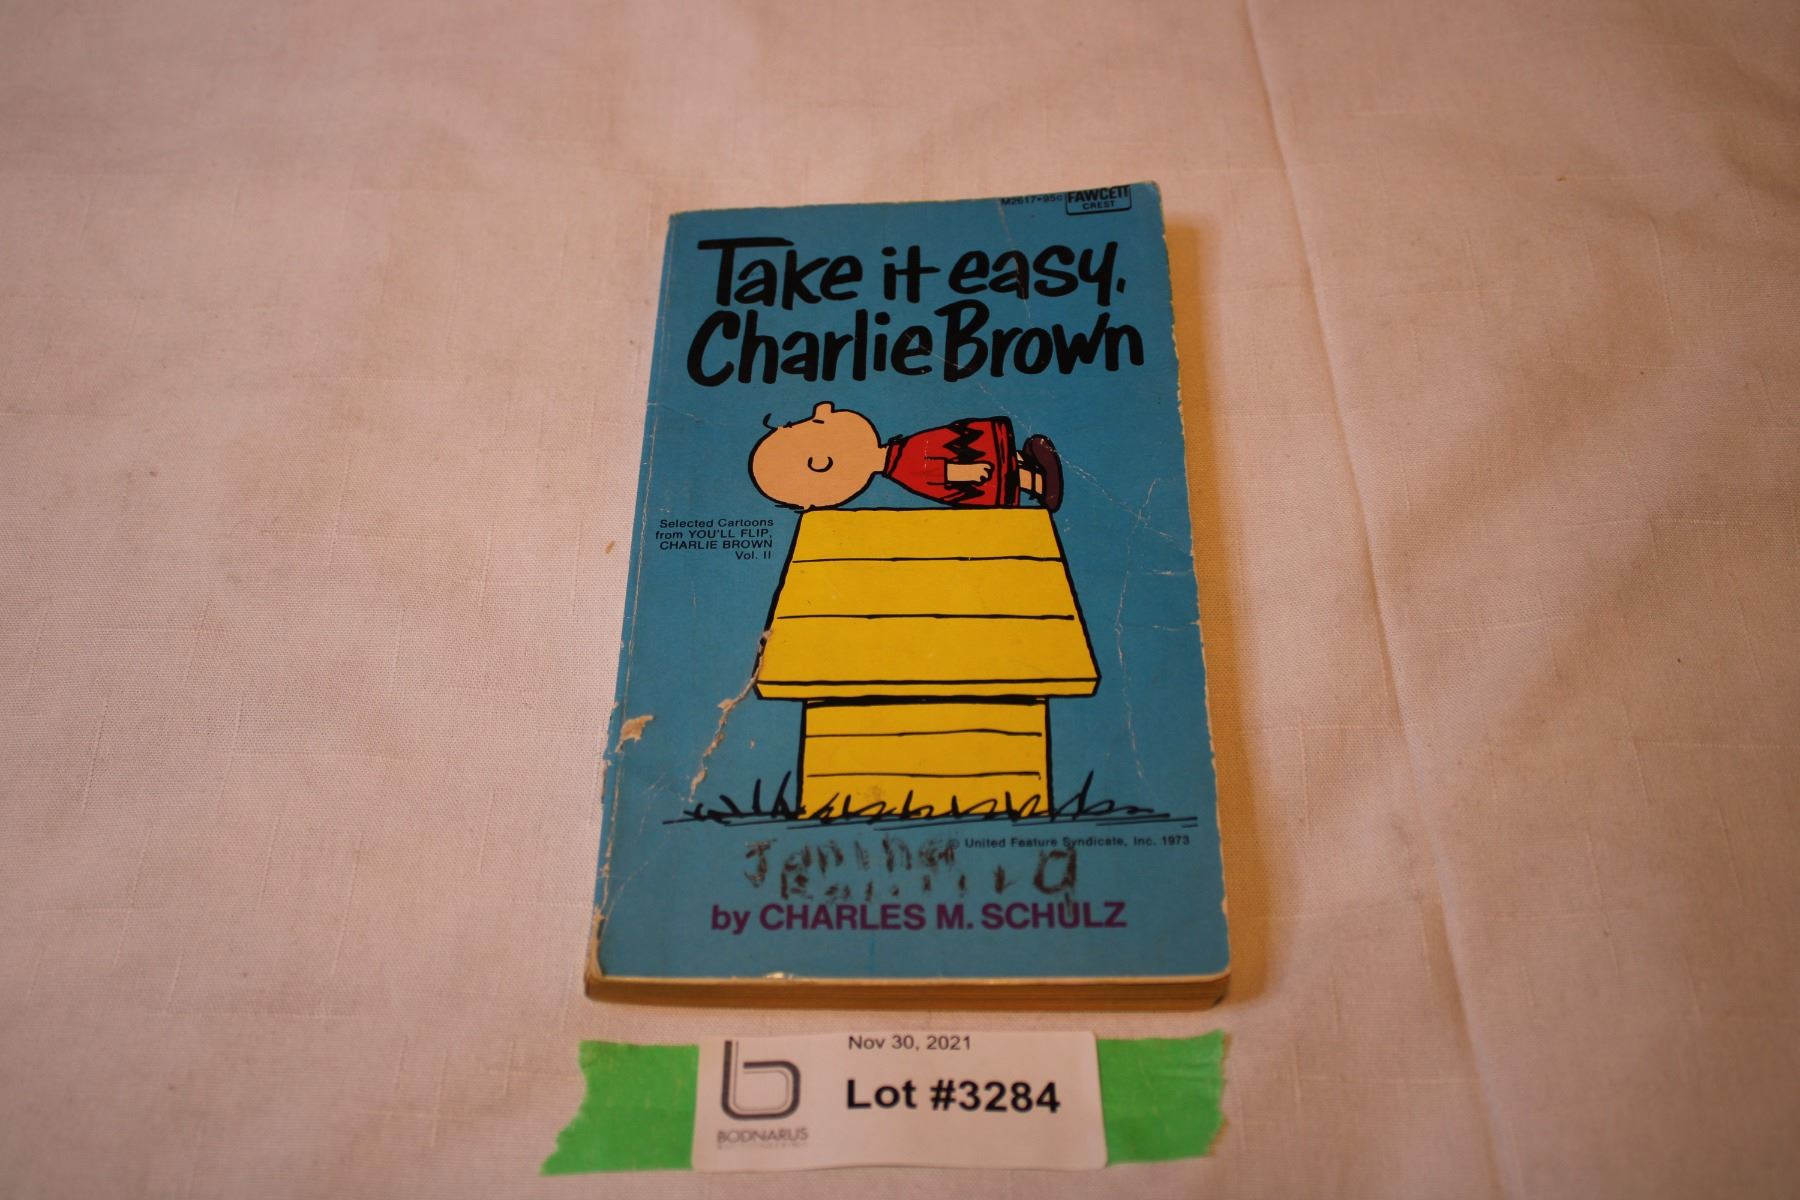 M2617•95c FAWCETT
CREST
Take it easy,
Charlie Brown
Selected Cartoons
from YOU'LL FLIP,
CHARLIE BROWN
Vol. II
© United Feature Syndicate, Inc. 1973
by CHARLES M. SCHULZ
Nov 30, 2021
Lot #3284
BODNARUS